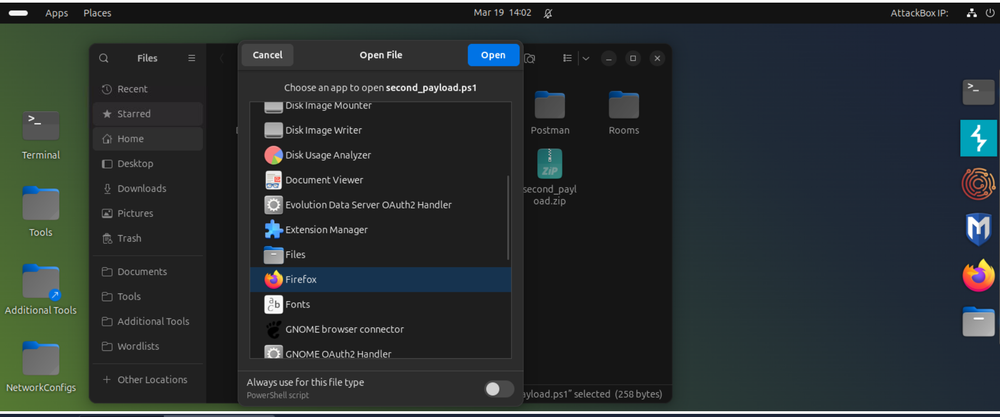 Apps Places Mar 19 14:02 AttackBox IP:
Terminal
Tools
Additional Tools
NetworkConfigs
Files
Recent
Starred
Home
Desktop
Downloads
Pictures
Trash
Documents
Tools
Additional Tools
Wordlists
Other Locations
Cancel Open File Open
Choose an app to open second_payload.ps1
Disk Image Mounter
Disk Image Writer
Disk Usage Analyzer
Document Viewer
Evolution Data Server OAuth2 Handler
Extension Manager
Files
Firefox
Fonts
GNOME browser connector
GNOME OAuth2 Handler
Always use for this file type
PowerShell script
Postman Rooms
ZiP
second_payl
oad.zip
ayload.ps1” selected (258 bytes)